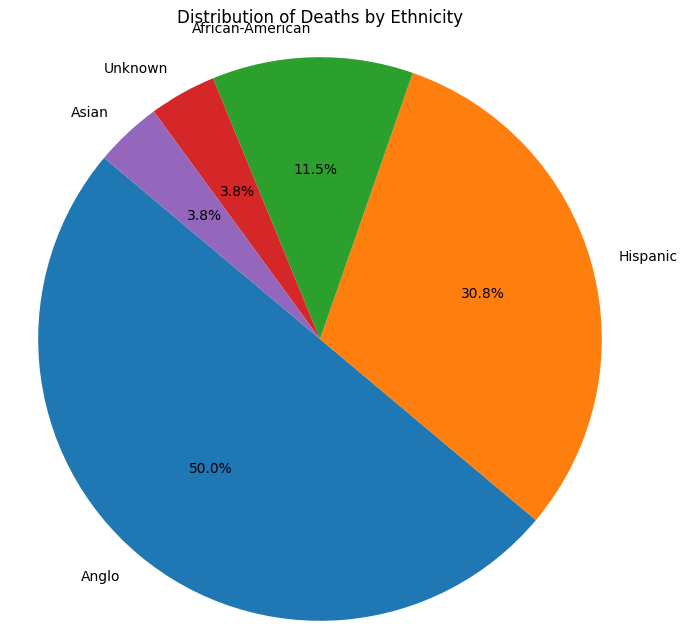 Distribution of Deaths by Ethnicity
African-American
Unknown
Asian
11.5%
3.8%
3.8%
Hispanic
30.8%
50.0%
Anglo